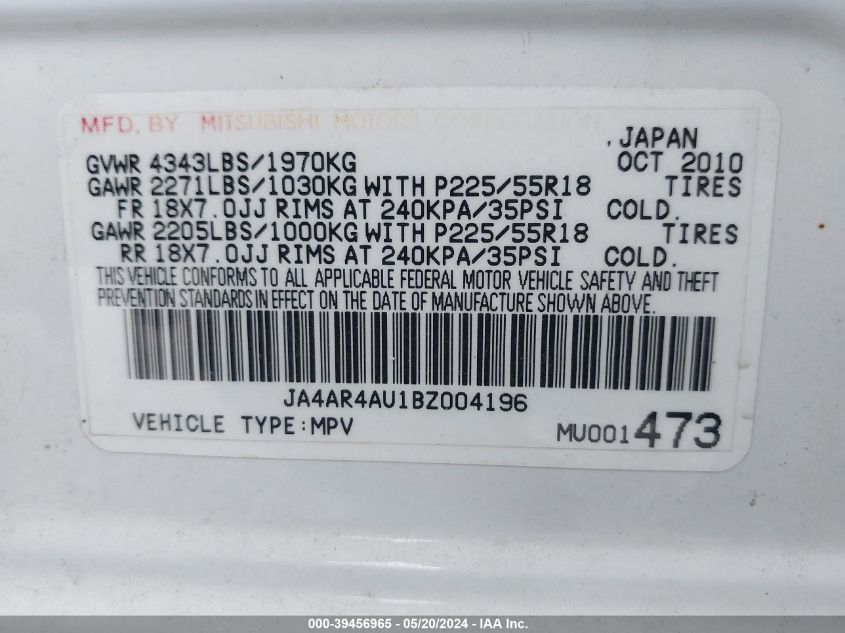 MFD. BY MITSUBISHI MOTORS CORPORATION
, JAPAN
GVWR 4343LBS/1970KG OCT 2010
GAWR 2271LBS/1030KG WITH P225/55R18 TIRES
FR 18X7.0JJ RIMS AT 240KPA/35PSI COLD.
GAWR 2205LBS/1000KG WITH P225/55R18 TIRES
RR 18X7.0JJ RIMS AT 240KPA/35PSI COLD.
THIS VEHICLE CONFORMS TO ALL APPLICABLE FEDERAL MOTOR VEHICLE SAFETY AND THEFT
PREVENTION STANDARDS IN EFFECT ON THE DATE OF MANUFACTURE SHOWN ABOVE.
JA4AR4AU1BZ004196
VEHICLE TYPE:MPV MU001473
000-39456965 - 05/20/2024 - IAA Inc.